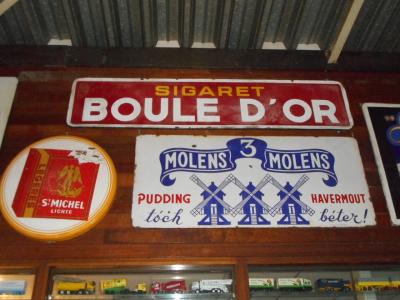 SIGARET
BOULE D'OR
MOLENS 3 MOLENS
PUDDING HAVERMOUT
tóch béter!
ST MICHEL
LICHTE